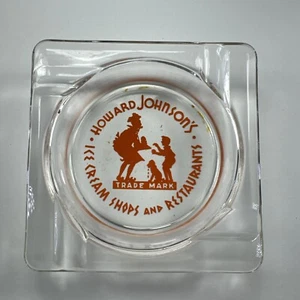 HOWARD JOHNSON'S
TRADE MARK
ICE CREAM SHOPS AND RESTAURANTS